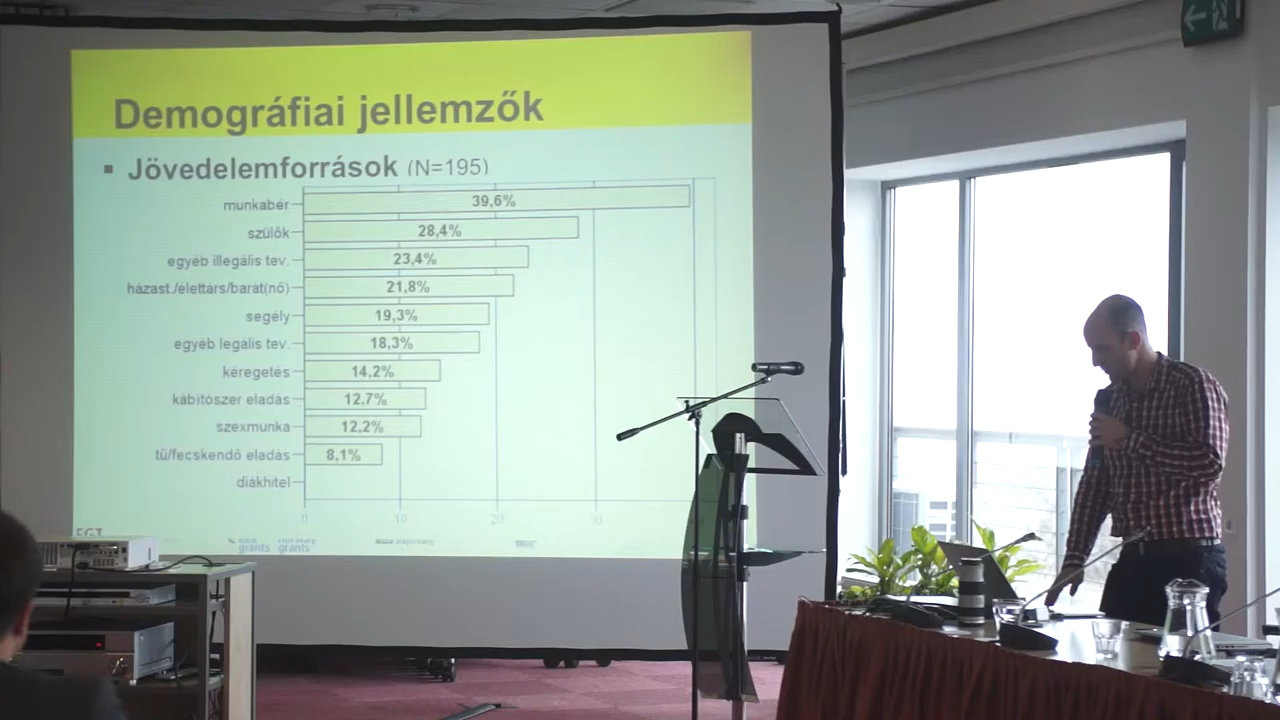 Demográfiai jellemzők
▪ Jövedelemforrások (N=195)
munkabér 39,6%
szülők 28,4%
egyéb illegális tev. 23,4%
házast./élettárs/barát(nő) 21,8%
segély 19,3%
egyéb legális tev. 18,3%
kéregetés 14,2%
kábítószer eladás 12,7%
szexmunka 12,2%
tű/fecskendő eladás 8,1%
diákhitel
0 10 20 30
grants grants